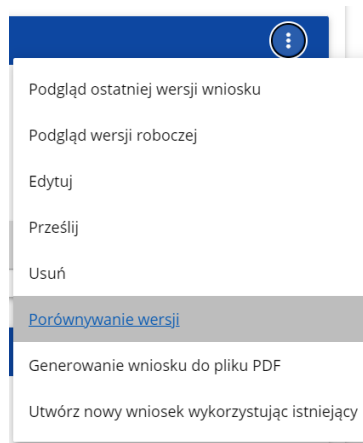 Podgląd ostatniej wersji wniosku
Podgląd wersji roboczej
Edytuj
Prześlij
Usuń
Porównywanie wersji
Generowanie wniosku do pliku PDF
Utwórz nowy wniosek wykorzystując istniejący